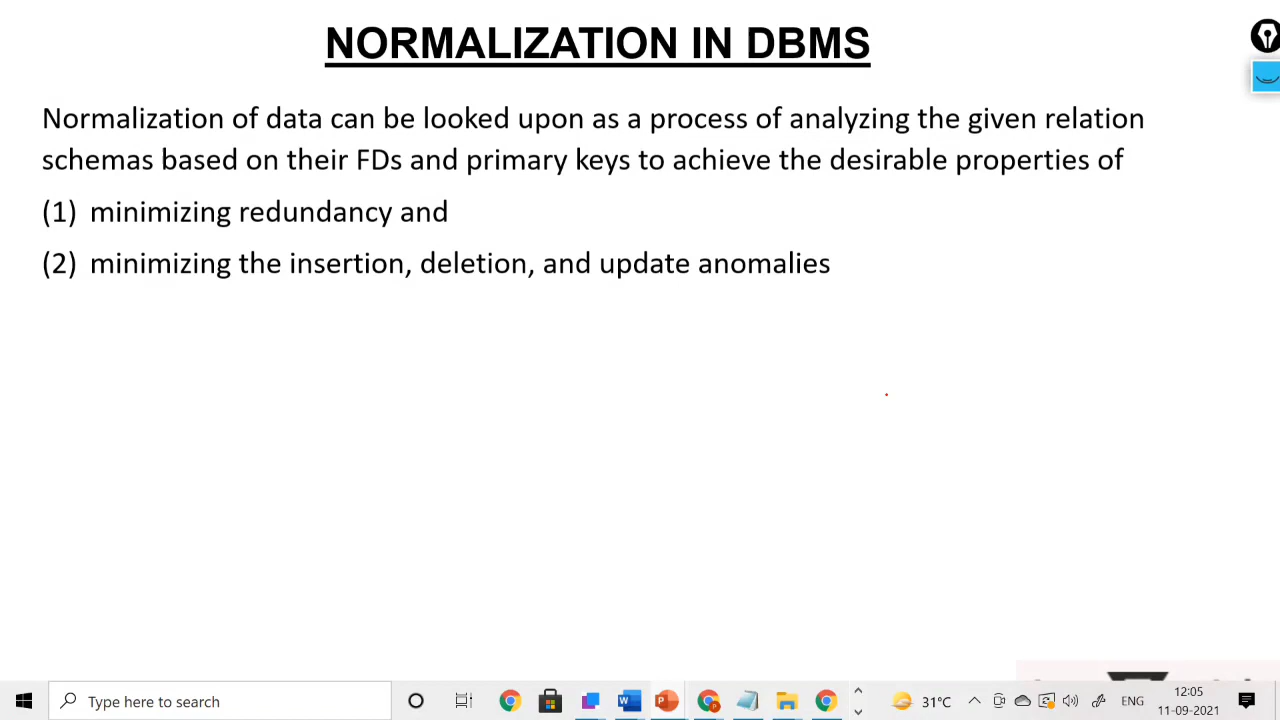 NORMALIZATION IN DBMS
Normalization of data can be looked upon as a process of analyzing the given relation
schemas based on their FDs and primary keys to achieve the desirable properties of
(1) minimizing redundancy and
(2) minimizing the insertion, deletion, and update anomalies
Type here to search
31°C
ENG
12:05
11-09-2021